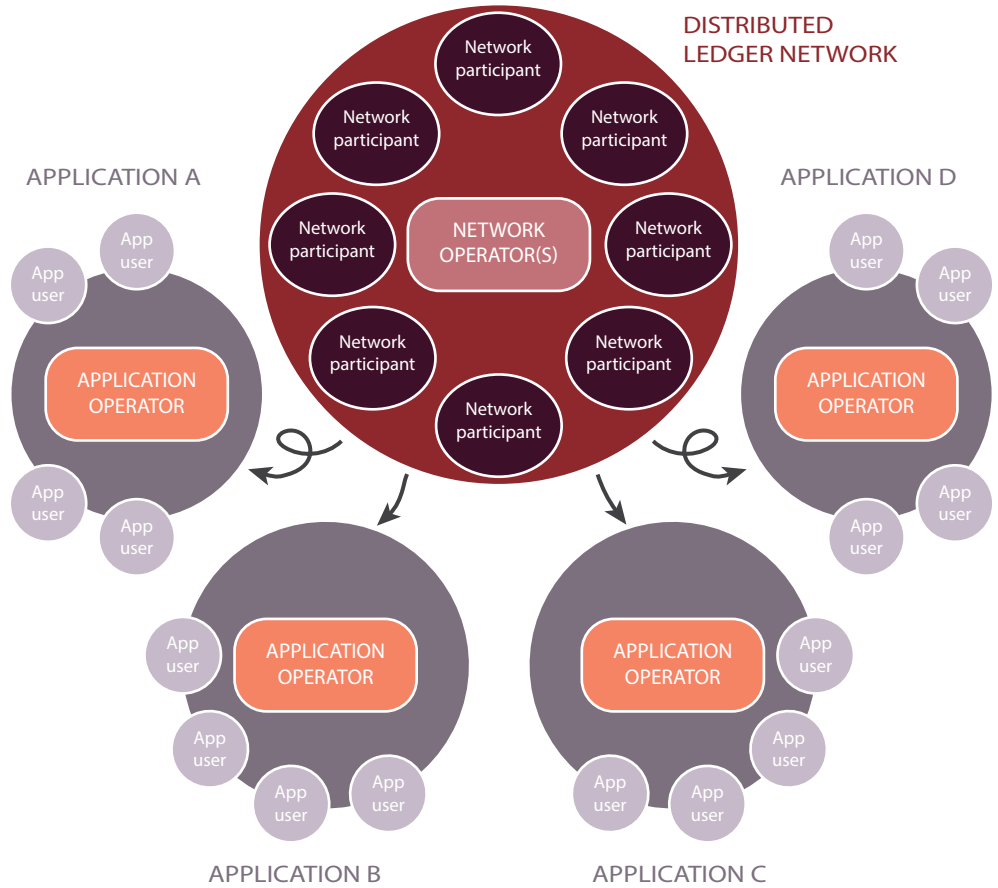 DISTRIBUTED
LEDGER NETWORK
Network
participant
Network
participant
Network
participant
Network
participant
NETWORK
OPERATOR(S)
Network
participant
Network
participant
Network
participant
Network
participant
APPLICATION A
App
user
App
user
APPLICATION
OPERATOR
App
user
App
user
APPLICATION D
App
user
App
user
APPLICATION
OPERATOR
App
user
App
user
APPLICATION
OPERATOR
App
user
App
user
App
user
App
user
APPLICATION B
APPLICATION
OPERATOR
App
user
App
user
App
user
App
user
APPLICATION C